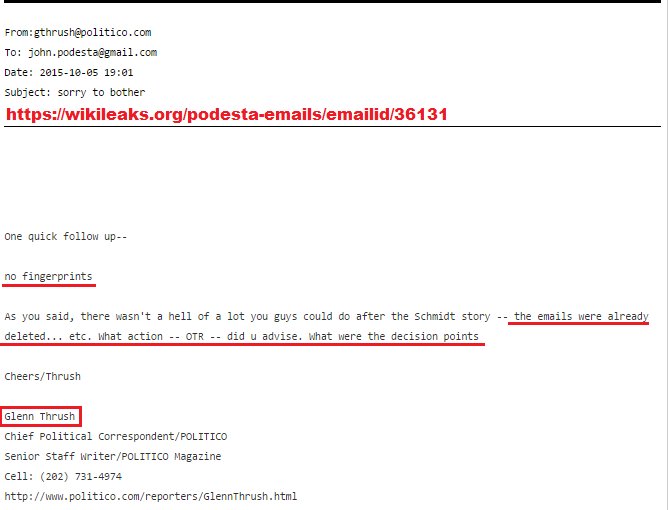 From:gthrush@politico.com
To: john.podesta@gmail.com
Date: 2015-10-05 19:01
Subject: sorry to bother
https://wikileaks.org/podesta-emails/emailid/36131
One quick follow up--
no fingerprints
As you said, there wasn't a hell of a lot you guys could do after the Schmidt story -- the emails were already
deleted... etc. What action -- OTR -- did u advise. What were the decision points
Cheers/Thrush
Glenn Thrush
Chief Political Correspondent/POLITICO
Senior Staff Writer/POLITICO Magazine
Cell: (202) 731-4974
http://www.politico.com/reporters/GlennThrush.html